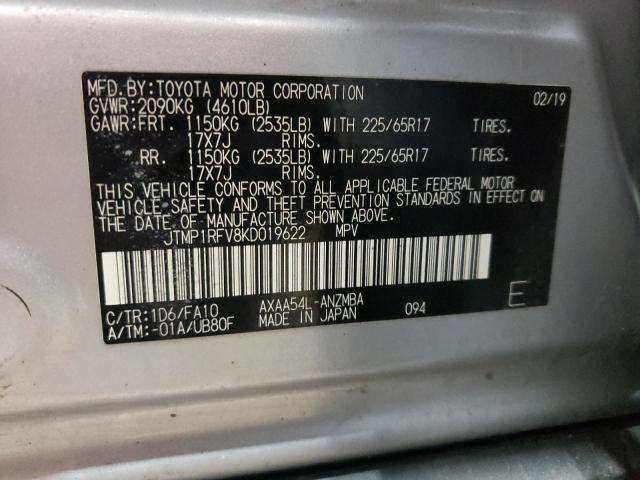 MFD.BY:TOYOTA MOTOR CORPORATION 02/19
GVWR:2090KG (4610LB)
GAWR:FRT. 1150KG (2535LB) WITH 225/65R17 TIRES.
17X7J RIMS.
RR. 1150KG (2535LB) WITH 225/65R17 TIRES.
17X7J RIMS.
THIS VEHICLE CONFORMS TO ALL APPLICABLE FEDERAL MOTOR
VEHICLE SAFETY AND THEFT PREVENTION STANDARDS IN EFFECT ON
THE DATE OF MANUFACTURE SHOWN ABOVE.
JTMP1RFV8KD019622 MPV
C/TR:1D6/FA10 AXAA54L-ANZMBA 094 E
A/TM:-01A/UB80F MADE IN JAPAN